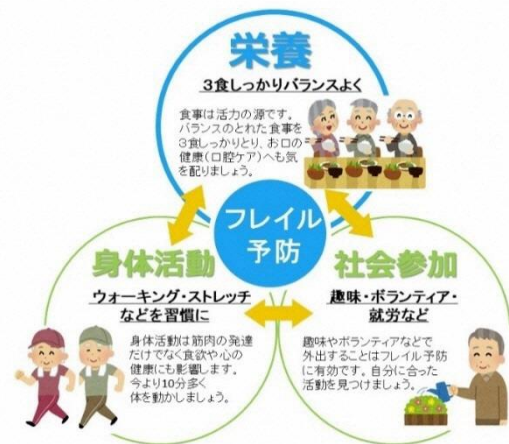 栄養
3食しっかりバランスよく
食事は活力の源です。
バランスのとれた食事を
3食しっかりとり、お口の
健康(口腔ケア)へも気
を配りましょう。
フレイル
予防
身体活動
ウォーキング・ストレッチ
などを習慣に
身体活動は筋肉の発達
だけでなく食欲や心の
健康にも影響します。
今より10分多く
体を動かしましょう。
社会参加
趣味・ボランティア・
就労など
趣味やボランティアなどで
外出することはフレイル予防
に有効です。自分に合った
活動を見つけましょう。